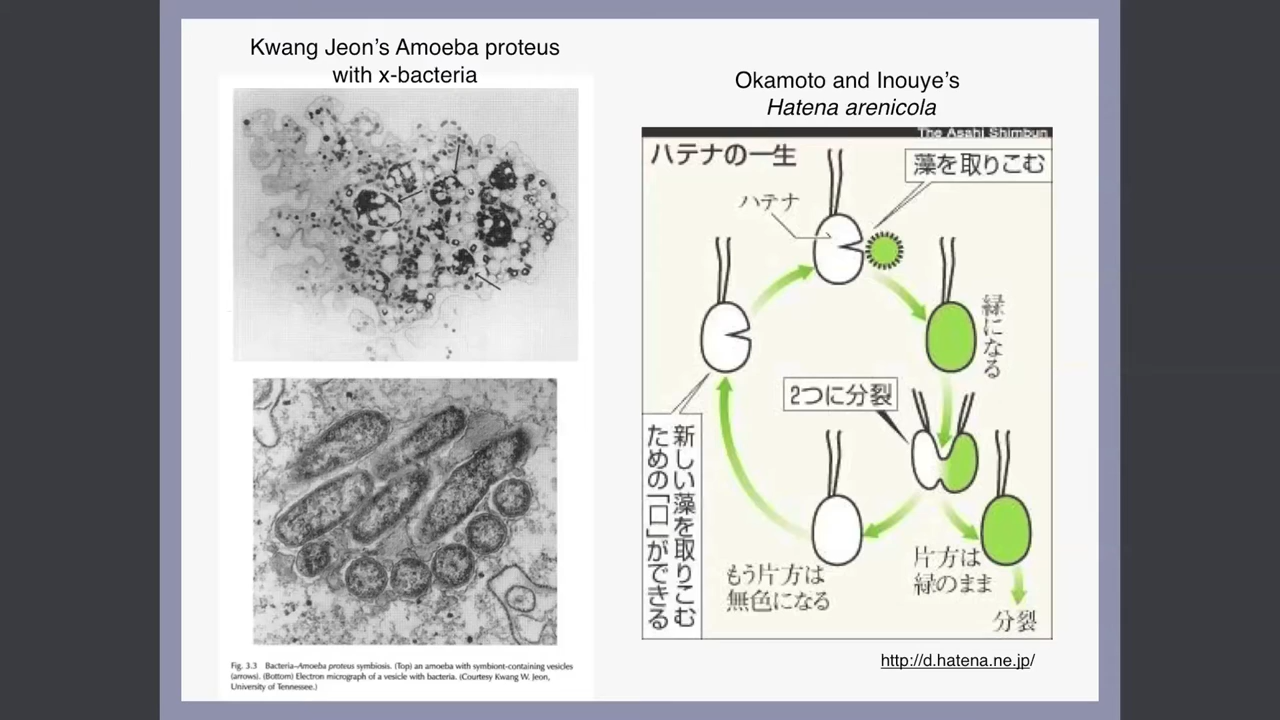 Kwang Jeon's Amoeba proteus
with x-bacteria
Fig. 3.3 Bacteria–Amoeba proteus symbiosis. (Top) an amoeba with symbiont-containing vesicles
(arrows). (Bottom) Electron micrograph of a vesicle with bacteria. (Courtesy Kwang W. Jeon,
University of Tennessee.)
Okamoto and Inouye's
Hatena arenicola
The Asahi Shimbun
ハテナの一生
藻を取りこむ
ハテナ
緑になる
2つに分裂
片方は
緑のまま
分裂
もう片方は
無色になる
新しい藻を取りこむ
ための「口」ができる
http://d.hatena.ne.jp/